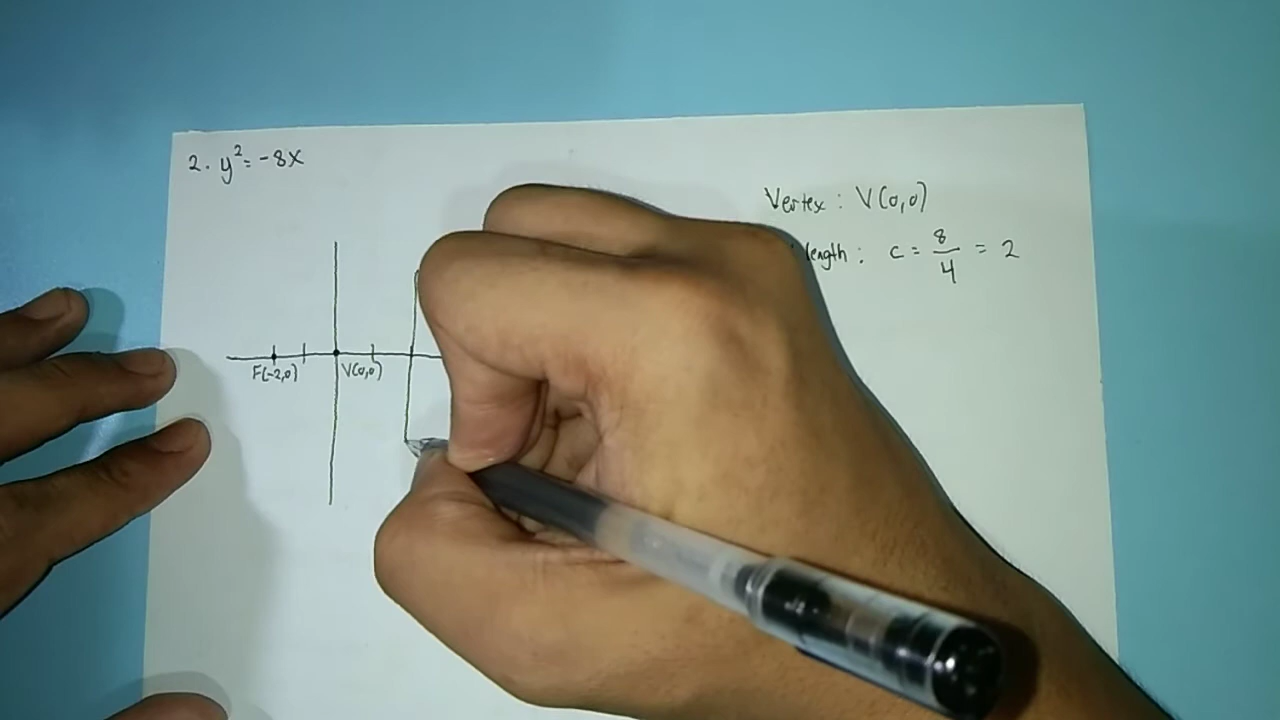 2. y² = -8x
Vertex : V(0,0)
length : c = 8/4 = 2
F(-2,0) V(0,0)